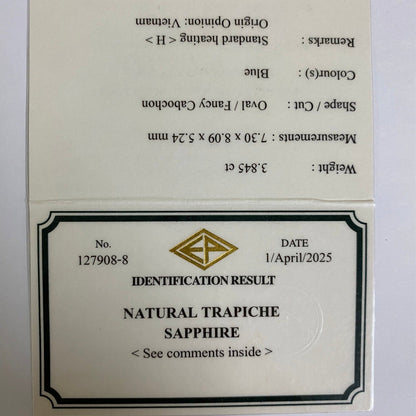 Weight : 3.845 ct
Measurements : 7.30 x 8.09 x 5.24 mm
Shape / Cut : Oval / Fancy Cabochon
Colour(s) : Blue
Remarks : Standard heating < H >
Origin Opinion: Vietnam
No.
127908-8
EP
DATE
1/April/2025
IDENTIFICATION RESULT
NATURAL TRAPICHE
SAPPHIRE
< See comments inside >